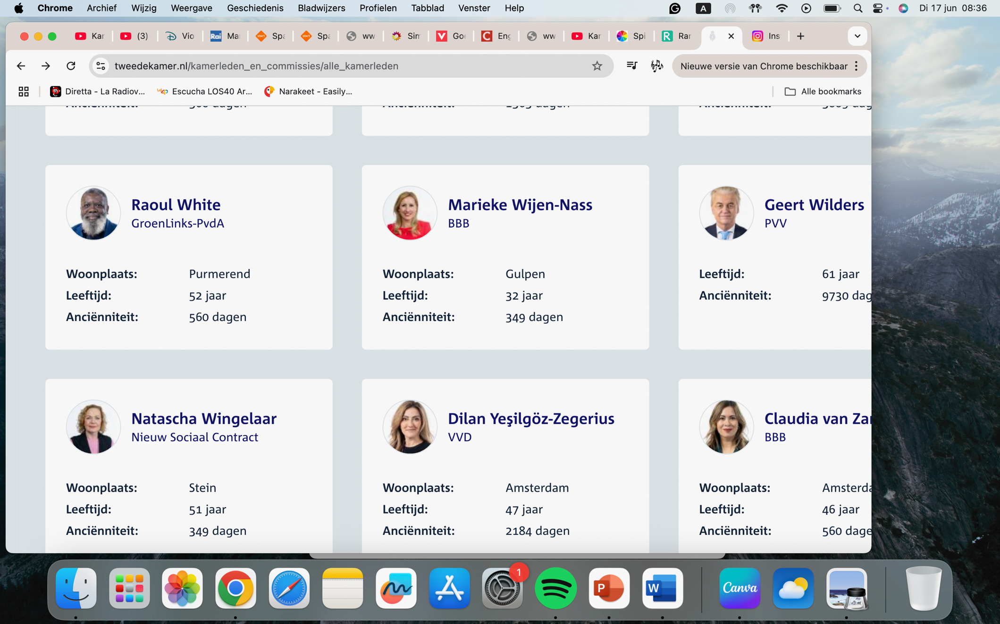 Chrome Archief Wijzig Weergave Geschiedenis Bladwijzers Profielen Tabblad Venster Help A Di 17 jun 08:36
Kar (3) Vio Rai Ma start Spa start Spa ww Sim V Go C Eng ww Kar Spi R Rar Ins
tweedekamer.nl/kamerleden_en_commissies/alle_kamerleden Nieuwe versie van Chrome beschikbaar
Diretta - La Radiov... Escucha LOS40 Ar... Narakeet - Easily... Alle bookmarks
Raoul White
GroenLinks-PvdA
Woonplaats: Purmerend
Leeftijd: 52 jaar
Anciënniteit: 560 dagen
Marieke Wijen-Nass
BBB
Woonplaats: Gulpen
Leeftijd: 32 jaar
Anciënniteit: 349 dagen
Geert Wilders
PVV
Leeftijd: 61 jaar
Anciënniteit: 9730 dag
Natascha Wingelaar
Nieuw Sociaal Contract
Woonplaats: Stein
Leeftijd: 51 jaar
Anciënniteit: 349 dagen
Dilan Yeşilgöz-Zegerius
VVD
Woonplaats: Amsterdam
Leeftijd: 47 jaar
Anciënniteit: 2184 dagen
Claudia van Zan
BBB
Woonplaats: Amsterda
Leeftijd: 46 jaar
Anciënniteit: 560 dage
1
P W Canva